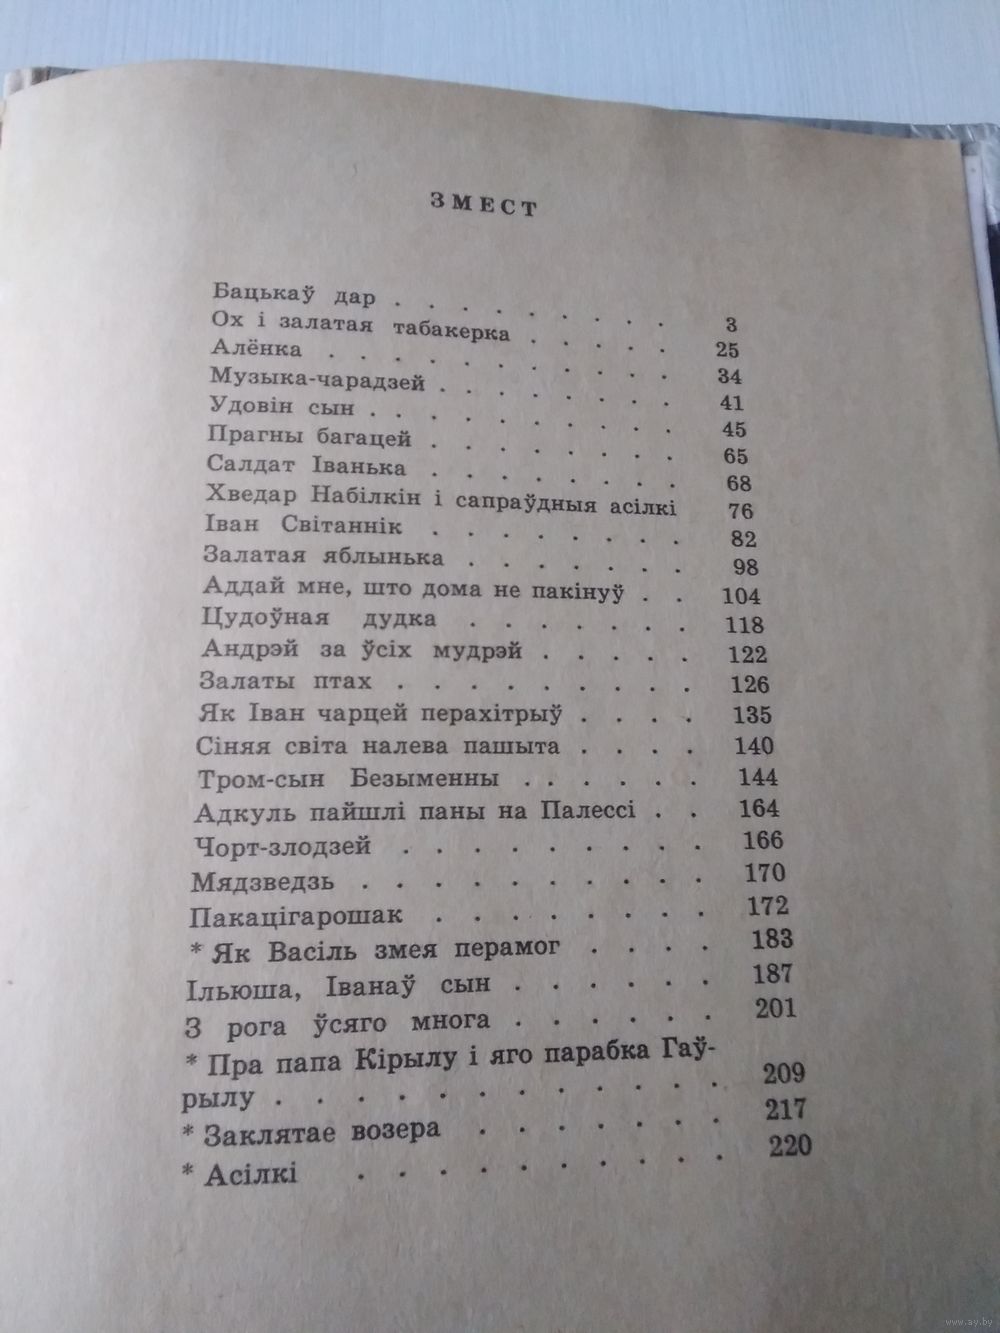 ЗМЕСТ
Бацькаў дар . . . . . . . . 3
Ох і залатая табакерка . . . . . 25
Алёнка . . . . . . . . . . 34
Музыка-чарадзей . . . . . . . 41
Удовін сын . . . . . . . . . 45
Прагны багацей . . . . . . . 65
Салдат Іванька . . . . . . . 68
Хведар Набілкін і сапраўдныя асілкі 76
Іван Світаннік . . . . . . . . 82
Залатая яблынька . . . . . . . 98
Аддай мне, што дома не пакінуў . . 104
Цудоўная дудка . . . . . . . 118
Андрэй за ўсіх мудрэй . . . . . 122
Залаты птах . . . . . . . . . 126
Як Іван чарцей перахітрыў . . . . 135
Сіняя світа налева пашыта . . . . 140
Тром-сын Безыменны . . . . . . 144
Адкуль пайшлі паны на Палессі . . 164
Чорт-злодзей . . . . . . . . . 166
Мядзведзь . . . . . . . . . . 170
Пакацігарошак . . . . . . . . 172
* Як Васіль змея перамог . . . . 183
Ільюша, Іванаў сын . . . . . . 187
З рога ўсяго многа . . . . . . 201
* Пра папа Кірылу і яго парабка Гаў-
рылу . . . . . . . . . . . . 209
* Заклятае возера . . . . . . . 217
* Асілкі . . . . . . . . . . 220
www.ay.by